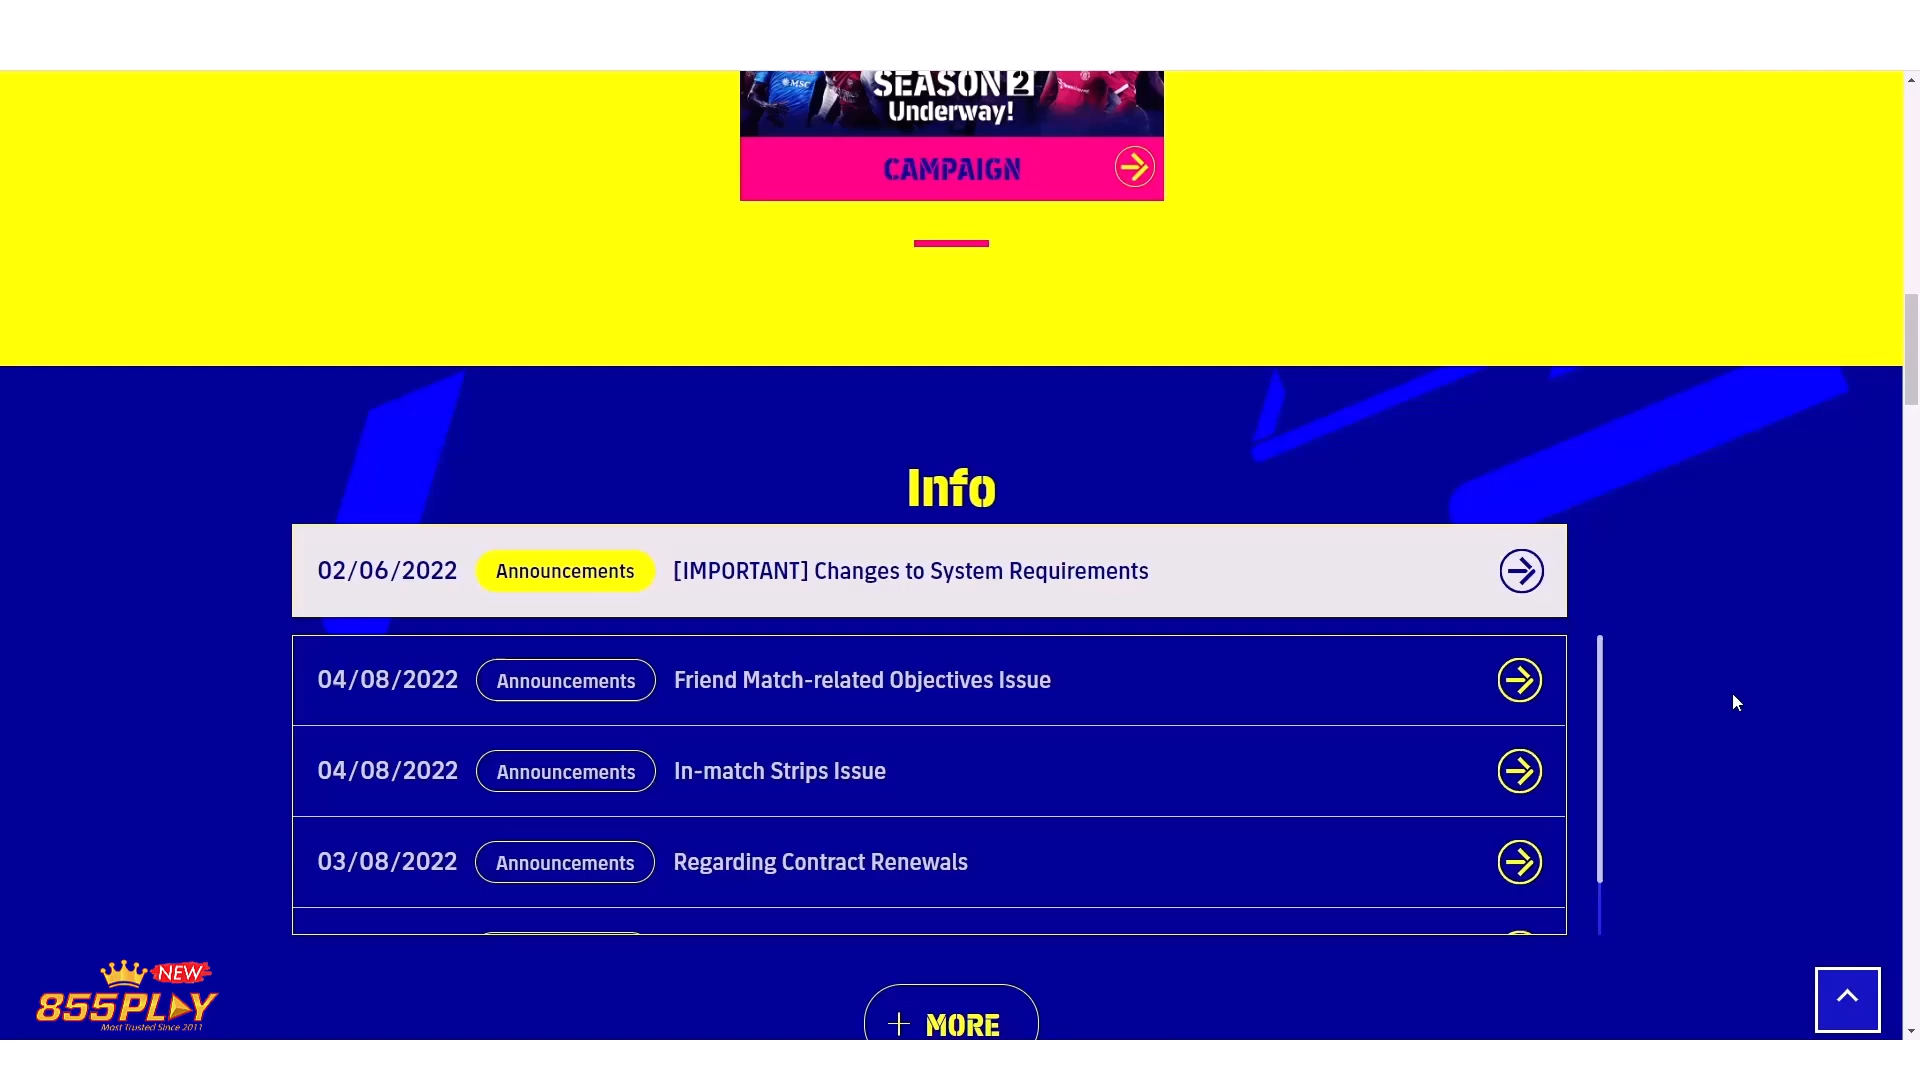 MSC
SEASON 2
Underway!
CAMPAIGN
Info
02/06/2022 Announcements [IMPORTANT] Changes to System Requirements
04/08/2022 Announcements Friend Match-related Objectives Issue
04/08/2022 Announcements In-match Strips Issue
03/08/2022 Announcements Regarding Contract Renewals
NEW
855PLAY
Most Trusted Since 2011
+ MORE